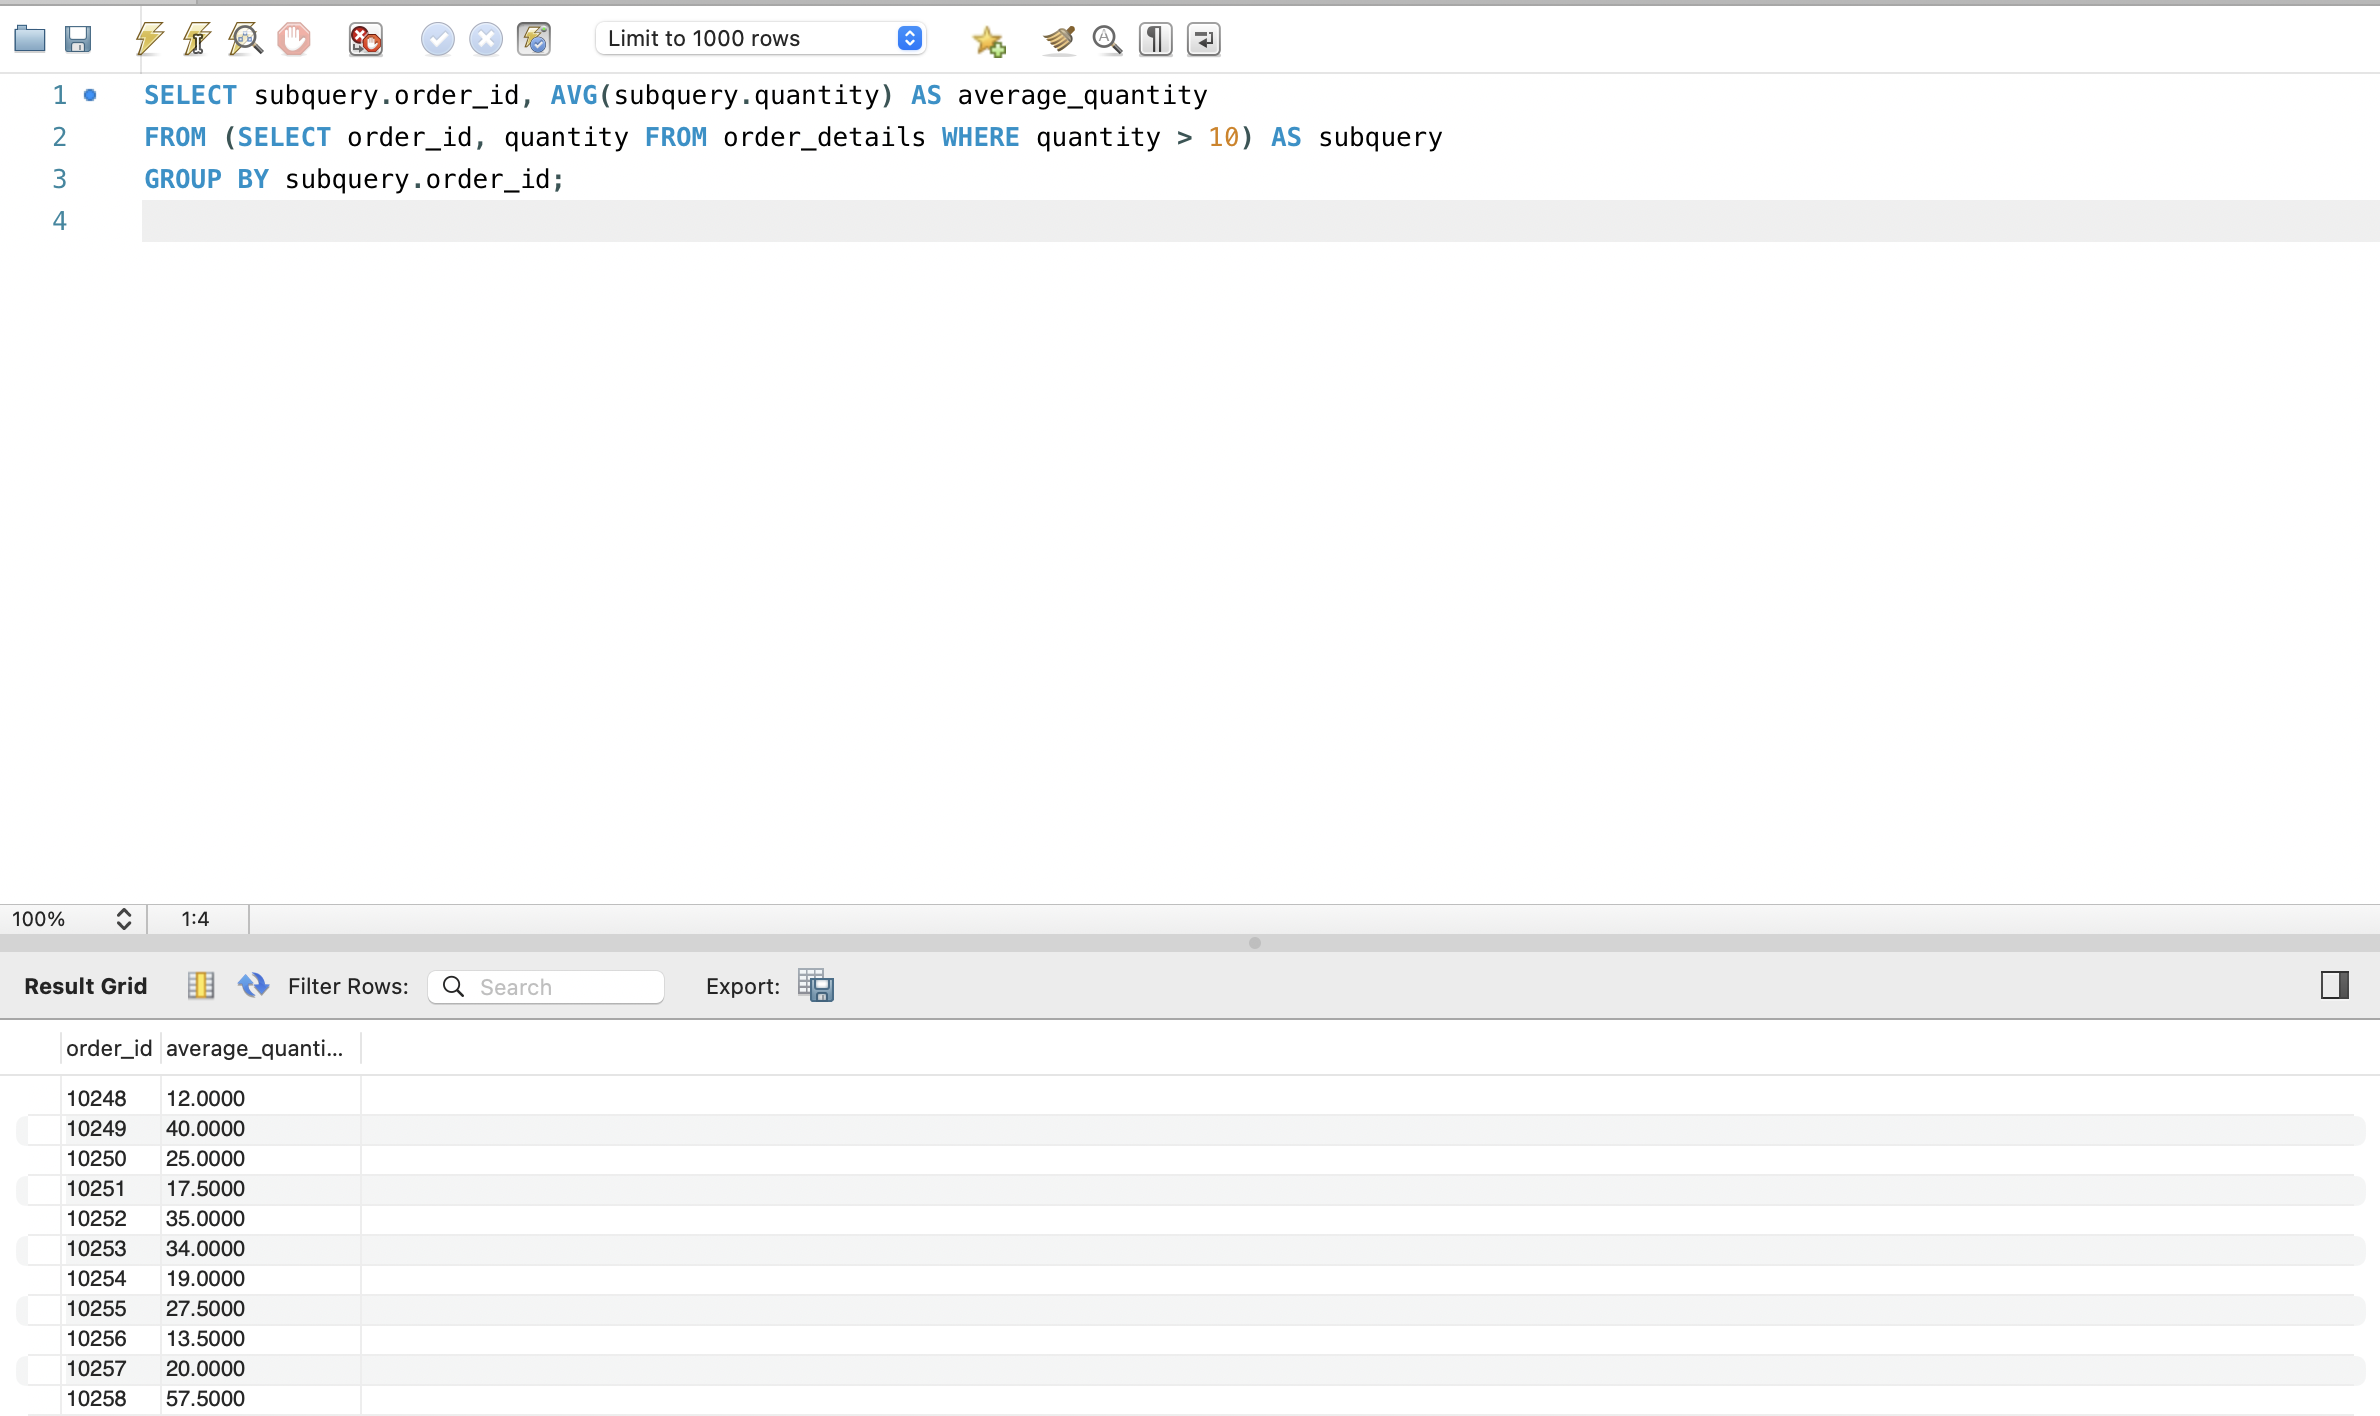 Limit to 1000 rows
1 SELECT subquery.order_id, AVG(subquery.quantity) AS average_quantity
2 FROM (SELECT order_id, quantity FROM order_details WHERE quantity > 10) AS subquery
3 GROUP BY subquery.order_id;
4
100% 1:4
Result Grid Filter Rows: Search Export:
order_id average_quanti...
10248 12.0000
10249 40.0000
10250 25.0000
10251 17.5000
10252 35.0000
10253 34.0000
10254 19.0000
10255 27.5000
10256 13.5000
10257 20.0000
10258 57.5000